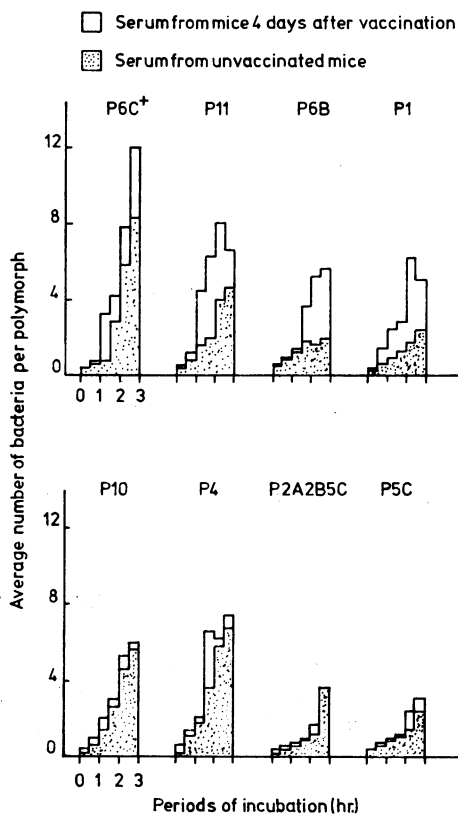 Serum from mice 4 days after vaccination
Serum from unvaccinated mice
P6C+ P11 P6B P1
12
8
4
0
0 1 2 3
Average number of bacteria per polymorph
P10 P4 P.2A2B5C P5C
12
8
4
0
0 1 2 3
Periods of incubation (hr.)